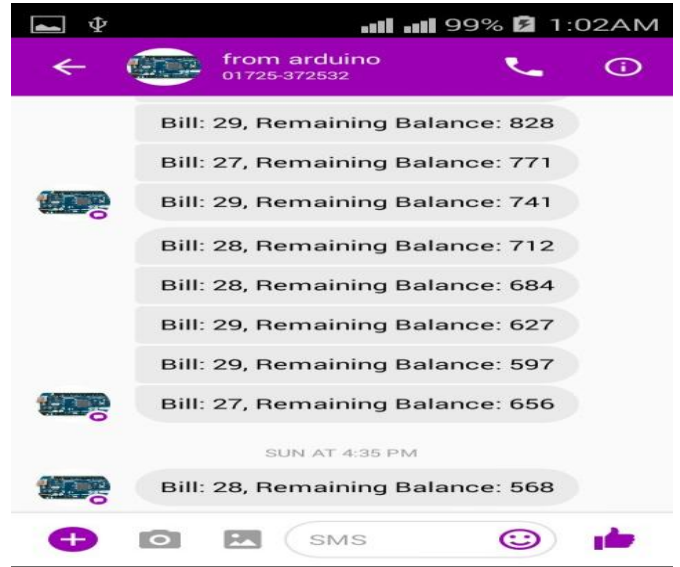 99% 1:02AM
from arduino
01725-372532
Bill: 29, Remaining Balance: 828
Bill: 27, Remaining Balance: 771
Bill: 29, Remaining Balance: 741
Bill: 28, Remaining Balance: 712
Bill: 28, Remaining Balance: 684
Bill: 29, Remaining Balance: 627
Bill: 29, Remaining Balance: 597
Bill: 27, Remaining Balance: 656
SUN AT 4:35 PM
Bill: 28, Remaining Balance: 568
SMS